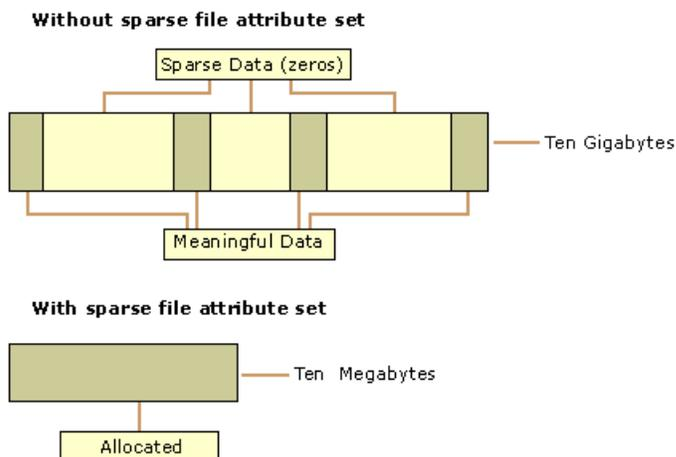 Without sparse file attribute set
Sparse Data (zeros)
Ten Gigabytes
Meaningful Data
With sparse file attribute set
Ten Megabytes
Allocated